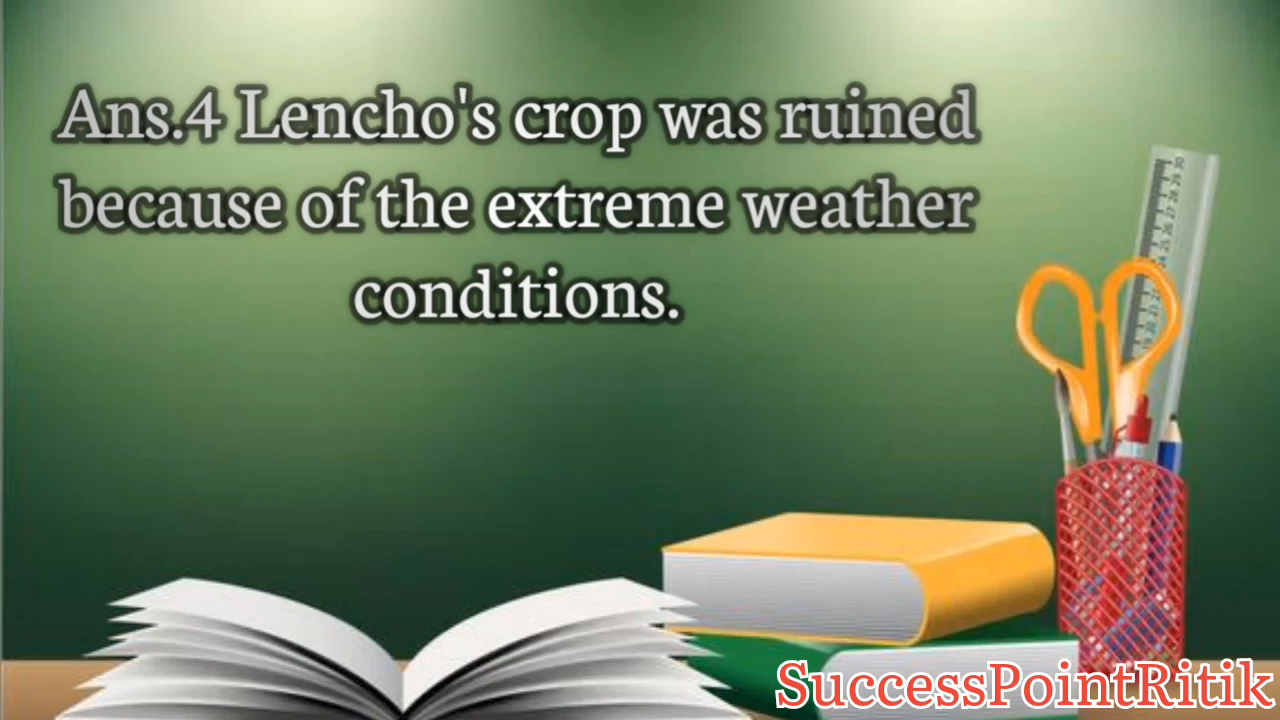 Ans.4 Lencho's crop was ruined
because of the extreme weather
conditions.
SuccessPointRitik